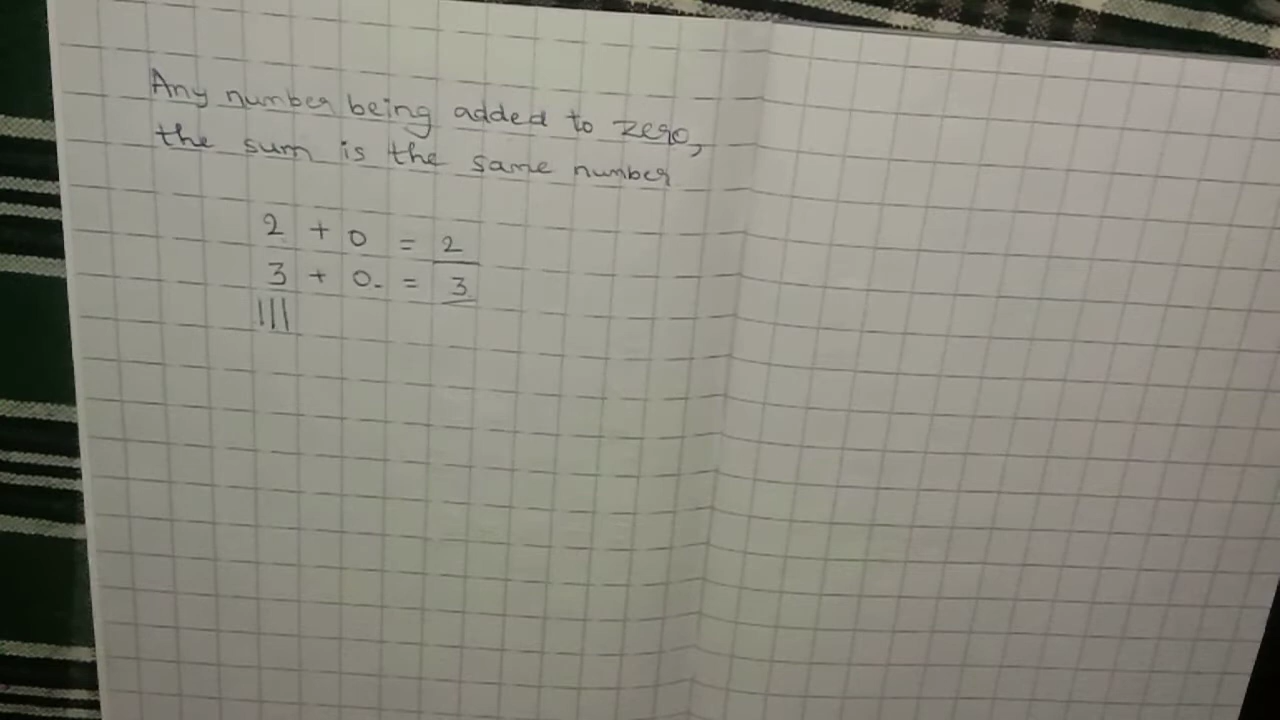 Any number being added to zero,
the sum is the same number
2 + 0 = 2
3 + 0. = 3
|||